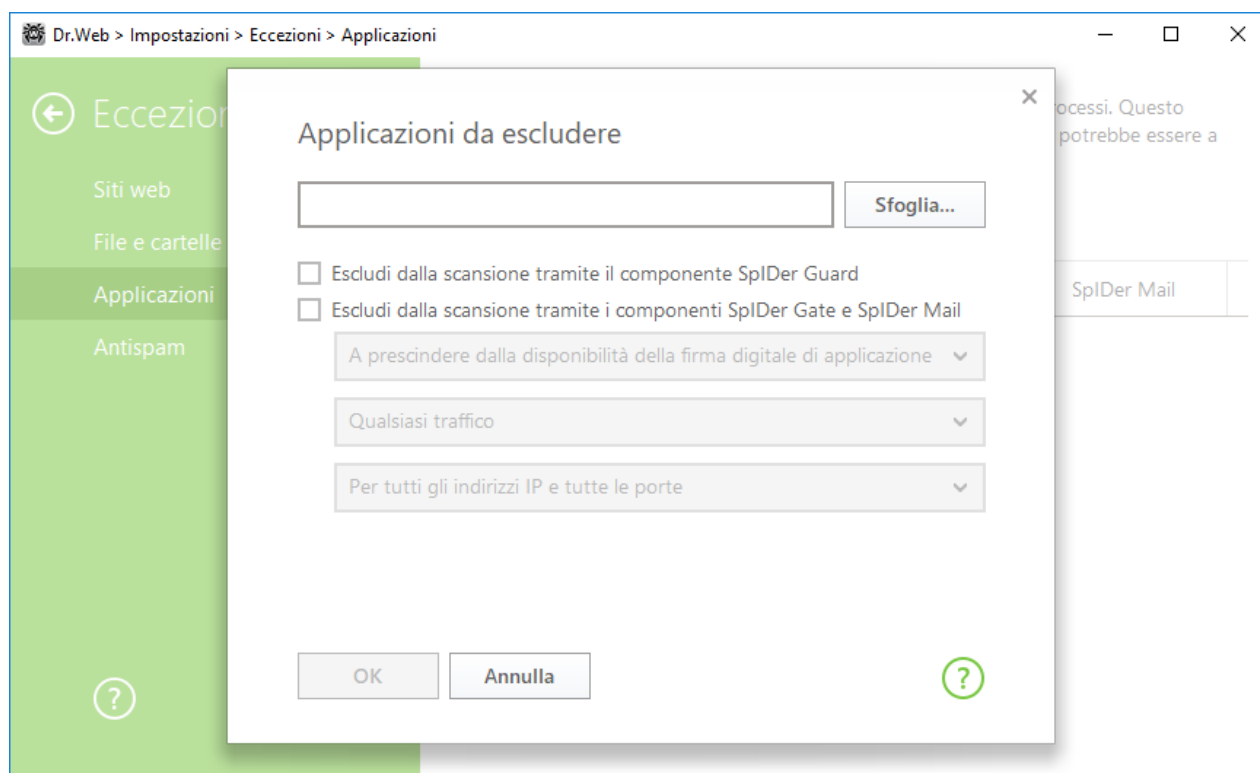 Dr.Web > Impostazioni > Eccezioni > Applicazioni
Siti web
File e cartelle
Applicazioni
Antispam
Questo
potrebbe essere a
SpIDer Mail
Applicazioni da escludere
Sfoglia...
Escludi dalla scansione tramite il componente SpIDer Guard
Escludi dalla scansione tramite i componenti SpIDer Gate e SpIDer Mail
A prescindere dalla disponibilità della firma digitale di applicazione
Qualsiasi traffico
Per tutti gli indirizzi IP e tutte le porte
OK
Annulla
?
?